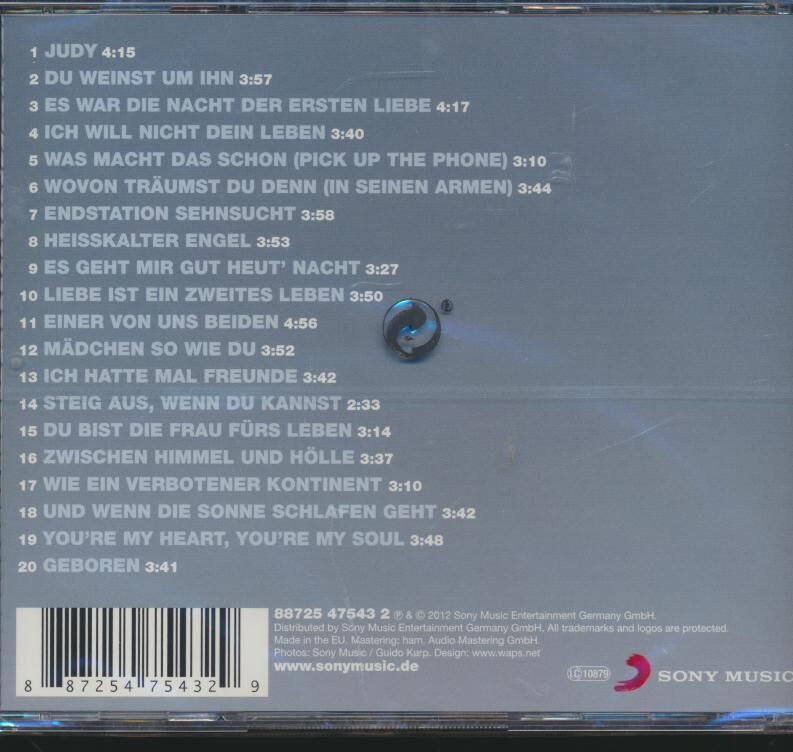 1 JUDY 4:15
2 DU WEINST UM IHN 3:57
3 ES WAR DIE NACHT DER ERSTEN LIEBE 4:17
4 ICH WILL NICHT DEIN LEBEN 3:40
5 WAS MACHT DAS SCHON (PICK UP THE PHONE) 3:10
6 WOVON TRÄUMST DU DENN (IN SEINEN ARMEN) 3:44
7 ENDSTATION SEHNSUCHT 3:58
8 HEISSKALTER ENGEL 3:53
9 ES GEHT MIR GUT HEUT' NACHT 3:27
10 LIEBE IST EIN ZWEITES LEBEN 3:50
11 EINER VON UNS BEIDEN 4:56
12 MÄDCHEN SO WIE DU 3:52
13 ICH HATTE MAL FREUNDE 3:42
14 STEIG AUS, WENN DU KANNST 2:33
15 DU BIST DIE FRAU FÜRS LEBEN 3:14
16 ZWISCHEN HIMMEL UND HÖLLE 3:37
17 WIE EIN VERBOTENER KONTINENT 3:10
18 UND WENN DIE SONNE SCHLAFEN GEHT 3:42
19 YOU'RE MY HEART, YOU'RE MY SOUL 3:48
20 GEBOREN 3:41
88725 47543 2 ℗ & © 2012 Sony Music Entertainment Germany GmbH.
Distributed by Sony Music Entertainment Germany GmbH. All trademarks and logos are protected.
Made in the EU. Mastering: ham. Audio Mastering GmbH.
Photos: Sony Music / Guido Karp. Design: www.waps.net
www.sonymusic.de
8 87254 75432 9
LC 10879
SONY MUSIC